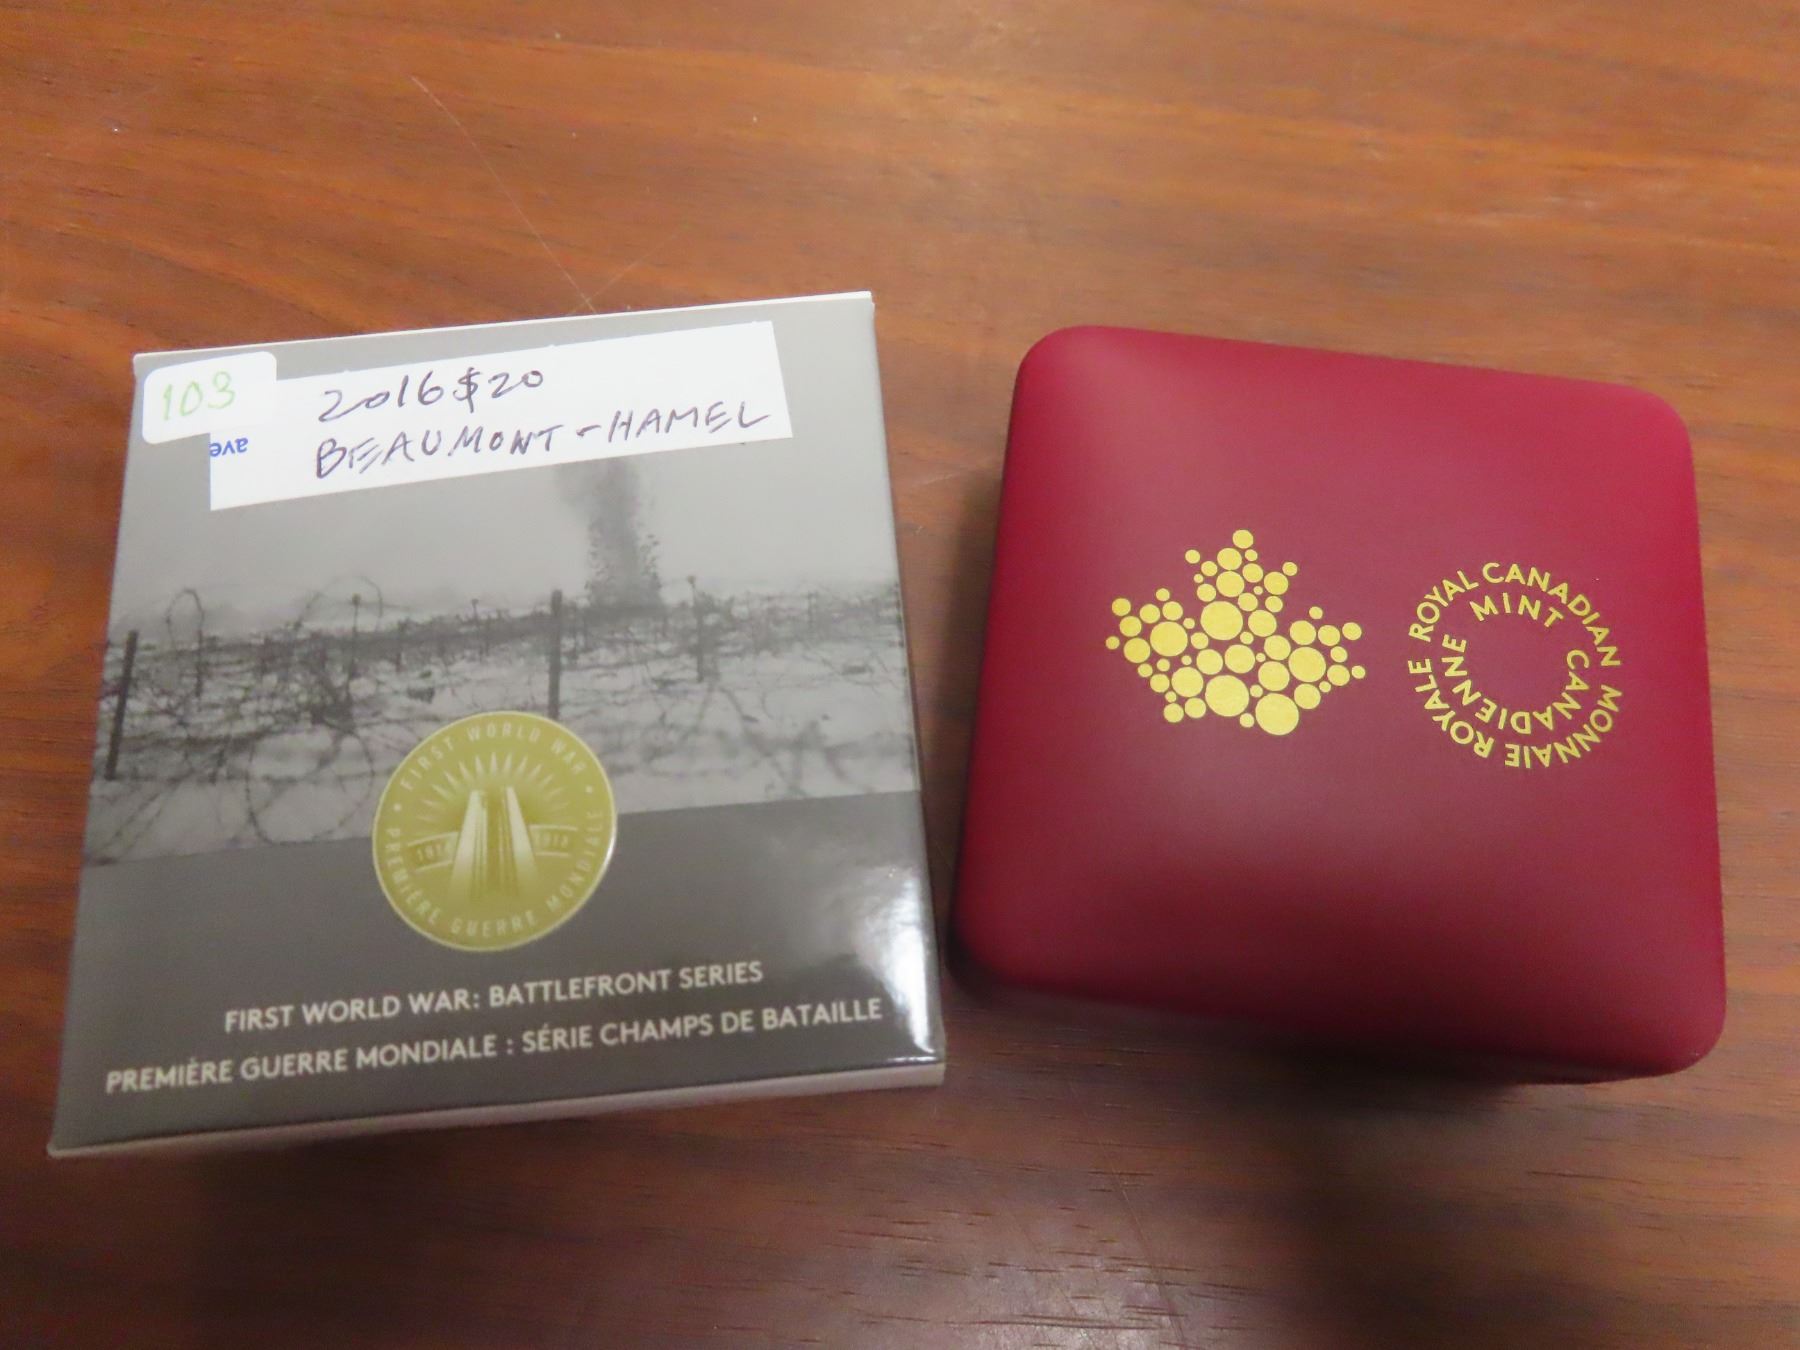 103
2016 $20
BEAUMONT-HAMEL
ave
FIRST WORLD WAR
1914 1918
PREMIÈRE GUERRE MONDIALE
FIRST WORLD WAR: BATTLEFRONT SERIES
PREMIÈRE GUERRE MONDIALE : SÉRIE CHAMPS DE BATAILLE
ROYAL CANADIAN MINT
MONNAIE ROYALE CANADIENNE